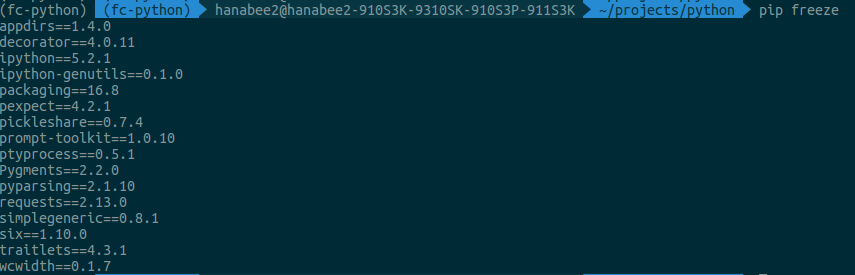 (fc-python) (fc-python) hanabee2@hanabee2-910S3K-9310SK-910S3P-911S3K ~/projects/python pip freeze
appdirs==1.4.0
decorator==4.0.11
ipython==5.2.1
ipython-genutils==0.1.0
packaging==16.8
pexpect==4.2.1
pickleshare==0.7.4
prompt-toolkit==1.0.10
ptyprocess==0.5.1
Pygments==2.2.0
pyparsing==2.1.10
requests==2.13.0
simplegeneric==0.8.1
six==1.10.0
traitlets==4.3.1
wcwidth==0.1.7